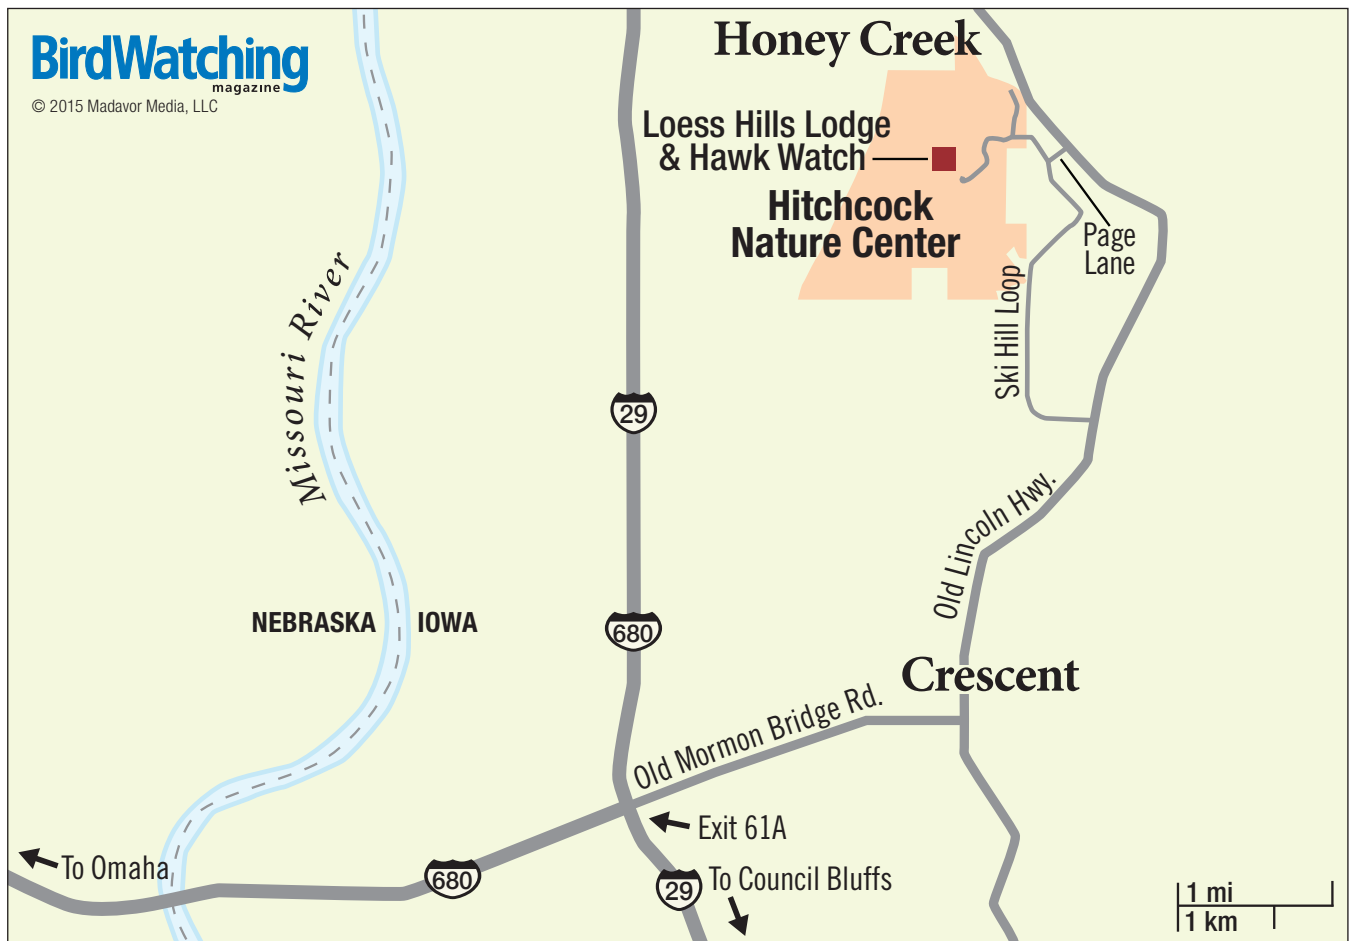 BirdWatching
magazine
© 2015 Madavor Media, LLC
Honey Creek
Loess Hills Lodge
& Hawk Watch
Hitchcock
Nature Center
Page
Lane
Ski Hill Loop
Missouri River
29
Old Lincoln Hwy.
NEBRASKA
IOWA
680
Crescent
Old Mormon Bridge Rd.
Exit 61A
To Omaha
680
29
To Council Bluffs
1 mi
1 km